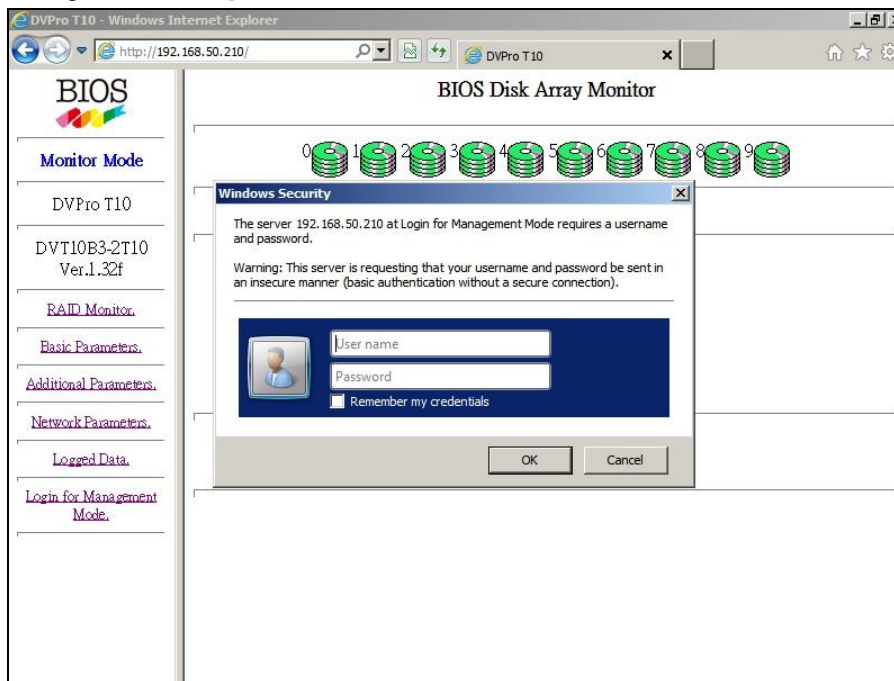 DVPro T10 - Windows Internet Explorer
http://192.168.50.210/
DVPro T10
BIOS
Monitor Mode
DVPro T10
DVT10B3-2T10
Ver.1.32f
RAID Monitor.
Basic Parameters.
Additional Parameters.
Network Parameters.
Logged Data.
Login for Management
Mode.
BIOS Disk Array Monitor
0 1 2 3 4 5 6 7 8 9
Windows Security
The server 192.168.50.210 at Login for Management Mode requires a username
and password.
Warning: This server is requesting that your username and password be sent in
an insecure manner (basic authentication without a secure connection).
User name
Password
Remember my credentials
OK Cancel